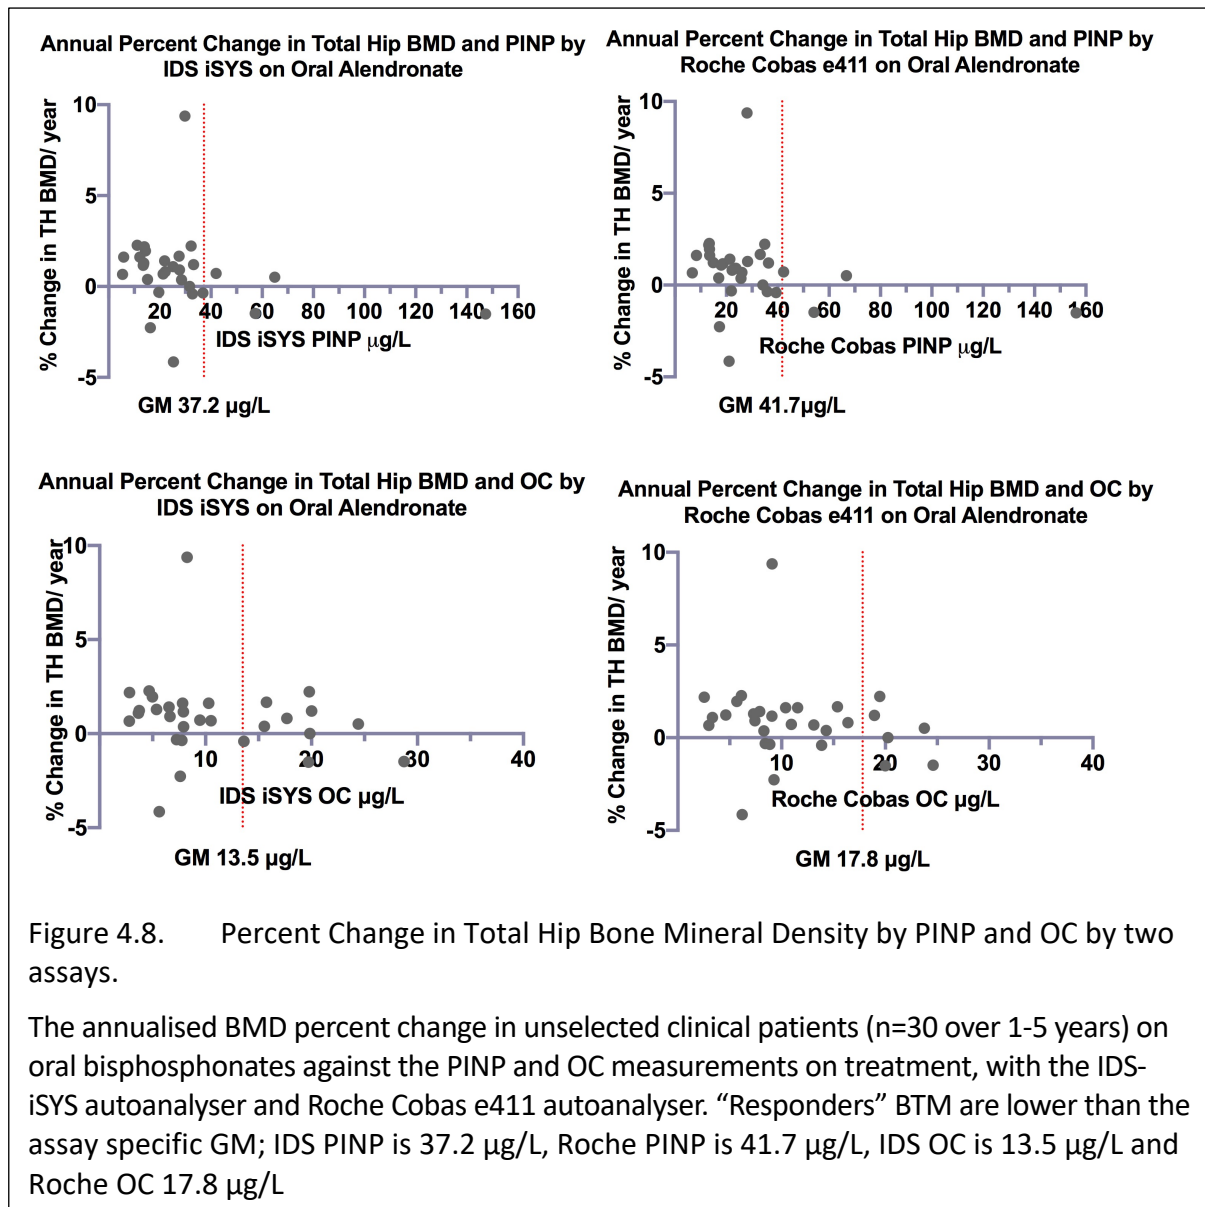 Annual Percent Change in Total Hip BMD and PINP by
IDS iSYS on Oral Alendronate
% Change in TH BMD/ year
10
5
0
-5
20 40 60 80 100 120 140 160
IDS iSYS PINP µg/L
GM 37.2 µg/L
Annual Percent Change in Total Hip BMD and PINP by
Roche Cobas e411 on Oral Alendronate
% Change in TH BMD/ year
10
5
0
-5
20 40 60 80 100 120 140 160
Roche Cobas PINP µg/L
GM 41.7µg/L
Annual Percent Change in Total Hip BMD and OC by
IDS iSYS on Oral Alendronate
% Change in TH BMD/ year
10
5
0
-5
10 20 30 40
IDS iSYS OC µg/L
GM 13.5 µg/L
Annual Percent Change in Total Hip BMD and OC by
Roche Cobas e411 on Oral Alendronate
% Change in TH BMD/ year
10
5
0
-5
10 20 30 40
Roche Cobas OC µg/L
GM 17.8 µg/L
Figure 4.8. Percent Change in Total Hip Bone Mineral Density by PINP and OC by two
assays.
The annualised BMD percent change in unselected clinical patients (n=30 over 1-5 years) on
oral bisphosphonates against the PINP and OC measurements on treatment, with the IDS-
iSYS autoanalyser and Roche Cobas e411 autoanalyser. “Responders” BTM are lower than the
assay specific GM; IDS PINP is 37.2 µg/L, Roche PINP is 41.7 µg/L, IDS OC is 13.5 µg/L and
Roche OC 17.8 µg/L